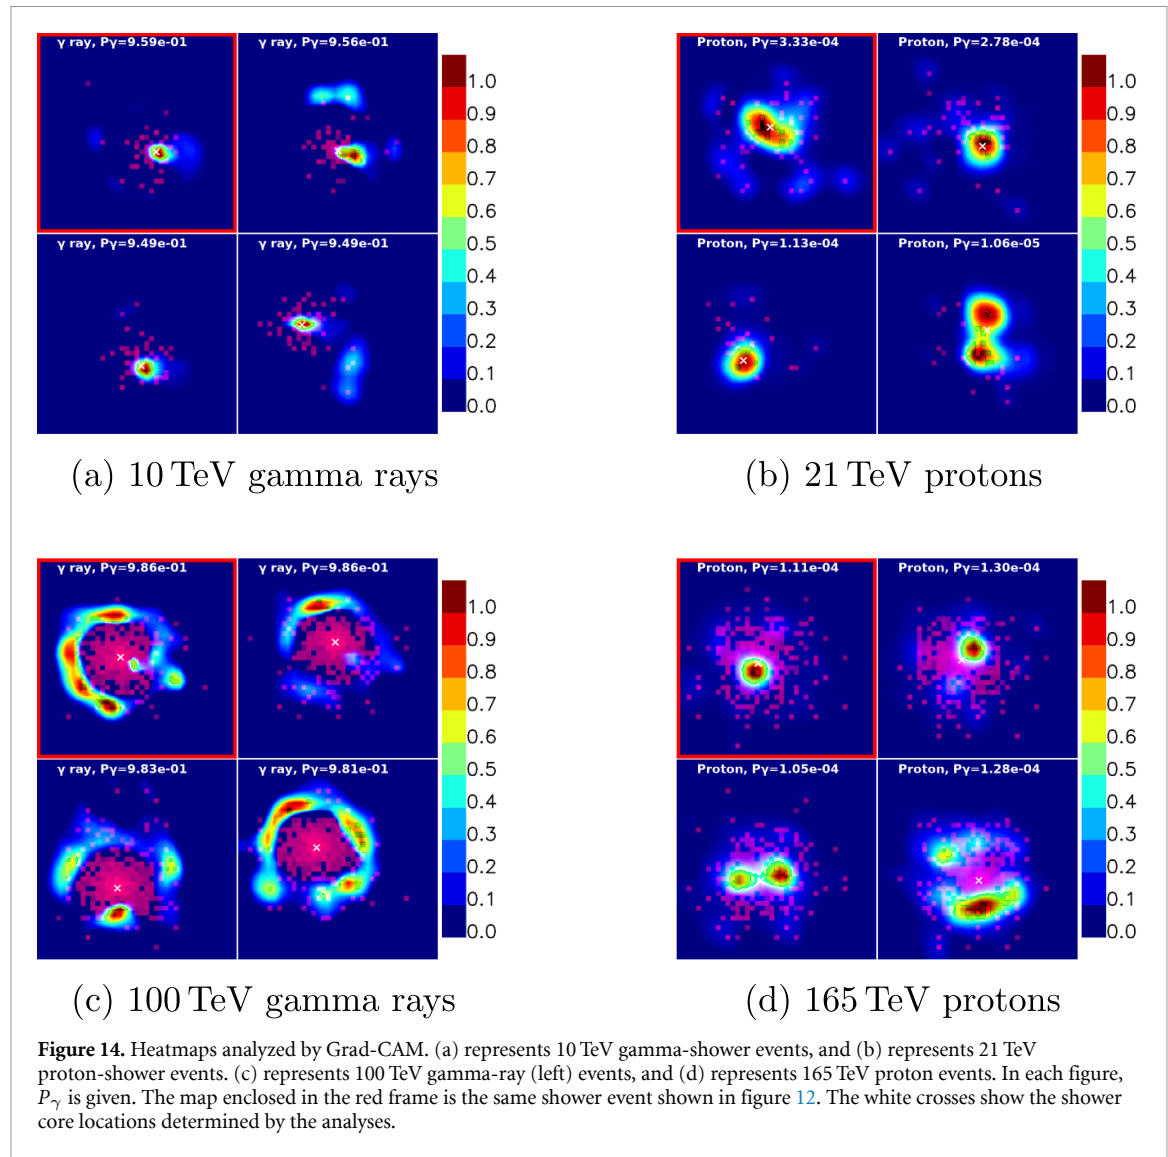 γ ray, Pγ=9.59e-01 γ ray, Pγ=9.56e-01
γ ray, Pγ=9.49e-01 γ ray, Pγ=9.49e-01
1.0
0.9
0.8
0.7
0.6
0.5
0.4
0.3
0.2
0.1
0.0
(a) 10 TeV gamma rays
Proton, Pγ=3.33e-04 Proton, Pγ=2.78e-04
Proton, Pγ=1.13e-04 Proton, Pγ=1.06e-05
1.0
0.9
0.8
0.7
0.6
0.5
0.4
0.3
0.2
0.1
0.0
(b) 21 TeV protons
γ ray, Pγ=9.86e-01 γ ray, Pγ=9.86e-01
γ ray, Pγ=9.83e-01 γ ray, Pγ=9.81e-01
1.0
0.9
0.8
0.7
0.6
0.5
0.4
0.3
0.2
0.1
0.0
(c) 100 TeV gamma rays
Proton, Pγ=1.11e-04 Proton, Pγ=1.30e-04
Proton, Pγ=1.05e-04 Proton, Pγ=1.28e-04
1.0
0.9
0.8
0.7
0.6
0.5
0.4
0.3
0.2
0.1
0.0
(d) 165 TeV protons
Figure 14. Heatmaps analyzed by Grad-CAM. (a) represents 10 TeV gamma-shower events, and (b) represents 21 TeV
proton-shower events. (c) represents 100 TeV gamma-ray (left) events, and (d) represents 165 TeV proton events. In each figure,
Pγ is given. The map enclosed in the red frame is the same shower event shown in figure 12. The white crosses show the shower
core locations determined by the analyses.